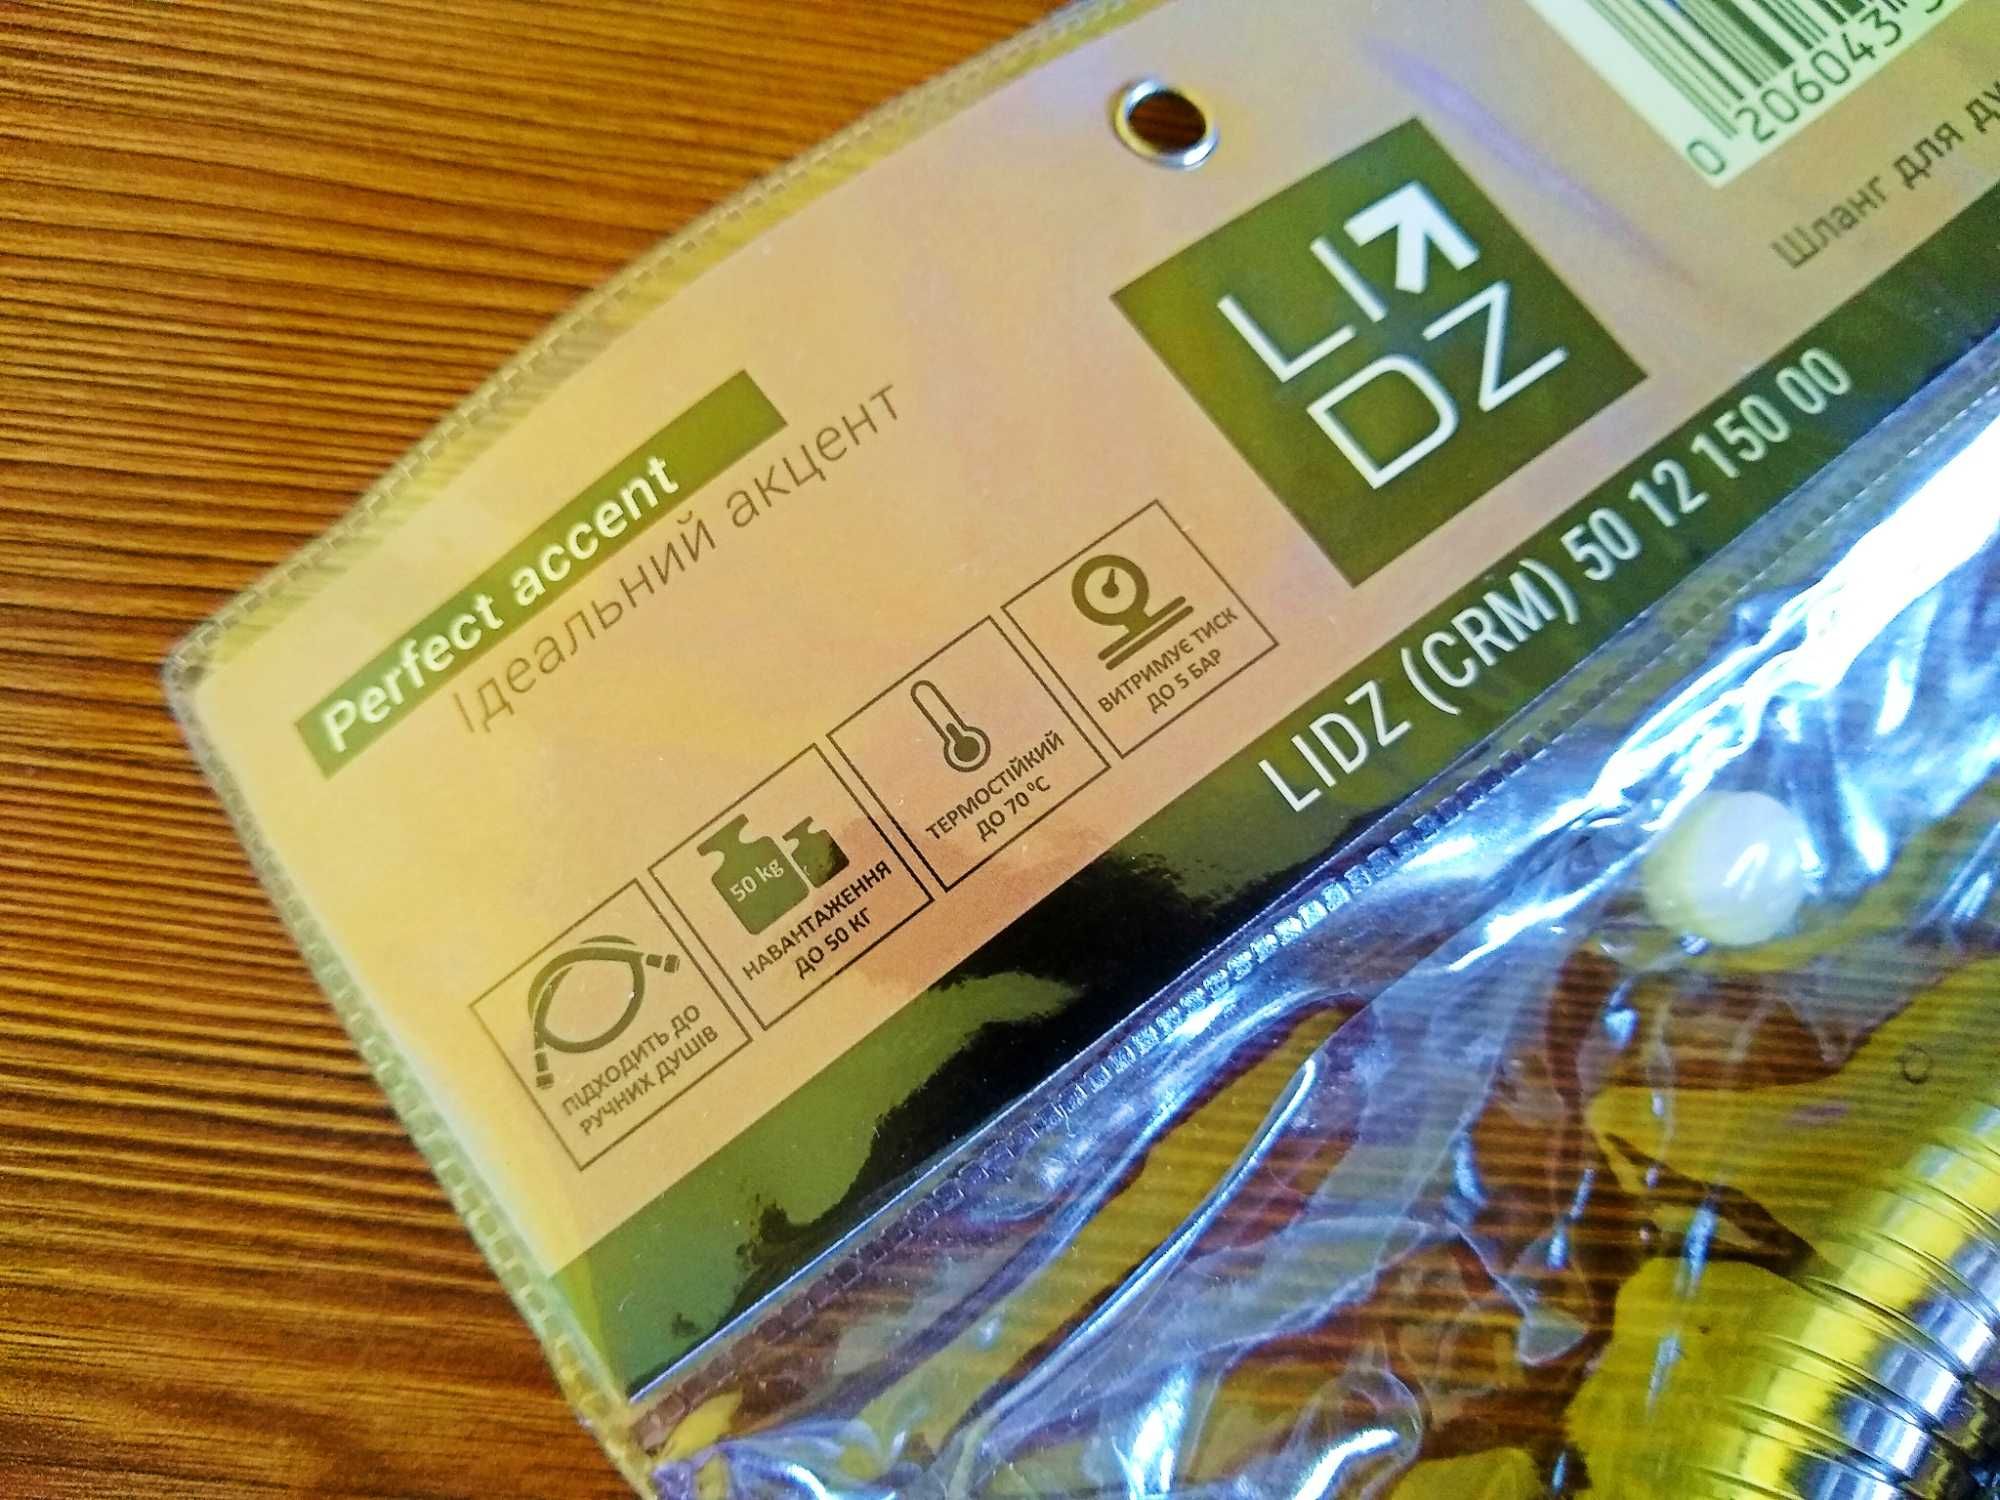 Perfect accent
Ідеальний акцент
LI
DZ
0 206043
Шланг для
ПІДХОДИТЬ ДО
РУЧНИХ ДУШІВ
50 kg
НАВАНТАЖЕННЯ
ДО 50 КГ
ТЕРМОСТІЙКИЙ
ДО 70 °C
ВИТРИМУЄ ТИСК
ДО 5 БАР
LIDZ (CRM) 50 12 150 00